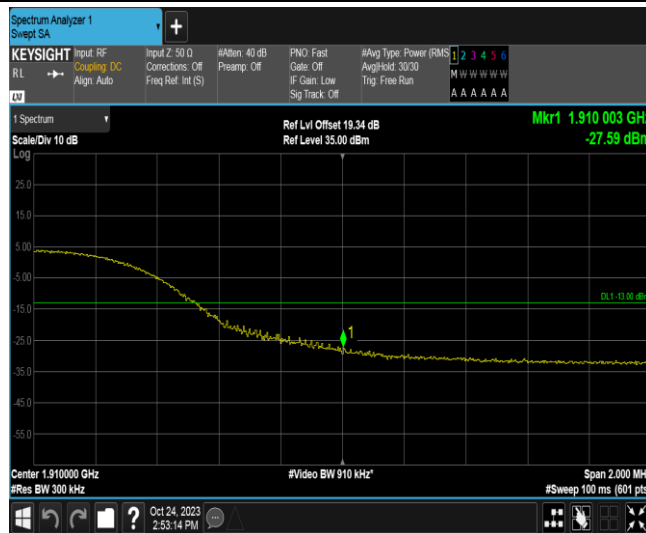 Spectrum Analyzer 1
Swept SA
+
KEYSIGHT Input: RF Input Z: 50 Ω #Atten: 40 dB PNO: Fast #Avg Type: Power (RMS 1 2 3 4 5 6
RL Coupling: DC Corrections: Off Preamp: Off Gate: Off Avg|Hold: 30/30 M W W W W W
Align: Auto Freq Ref: Int (S) IF Gain: Low Trig: Free Run
Sig Track: Off A A A A A A
LXI
1 Spectrum Ref Lvl Offset 19.34 dB Mkr1 1.910 003 GHz
Scale/Div 10 dB Ref Level 35.00 dBm -27.59 dBm
Log
25.0
15.0
5.00
-5.00
DL1 -13.00 dBm
-15.0
1
-25.0
-35.0
-45.0
-55.0
Center 1.910000 GHz #Video BW 910 kHz* Span 2.000 MH
#Res BW 300 kHz #Sweep 100 ms (601 pts
? Oct 24, 2023
2:53:14 PM